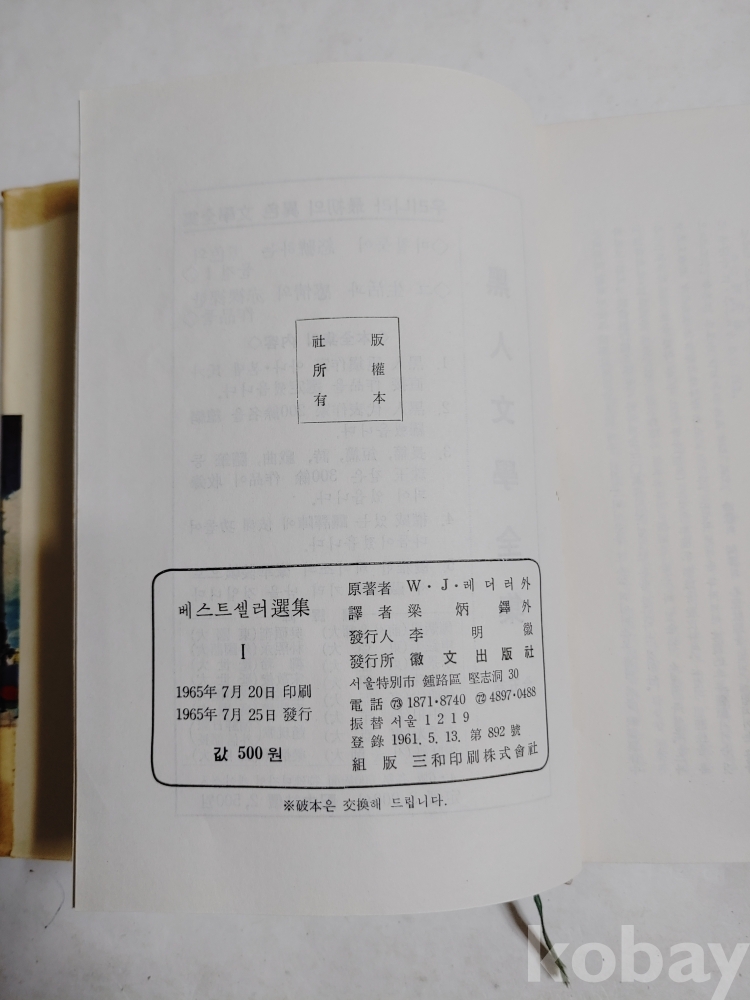 版權本
社所有
베스트셀러選集
I
1965年 7月 20日 印刷
1965年 7月 25日 發行
값 500원
原著者 W·J·레더러外
譯者 梁炳鐸外
發行人 李明徽
發行所 徽文出版社
서울特別市 鍾路區 堅志洞 30
電話 ㉗1871·8740 ㉒4897·0488
振替 서울 1219
登錄 1961. 5. 13. 第 892 號
組版 三和印刷株式會社
※破本은 交換해 드립니다.
kobay